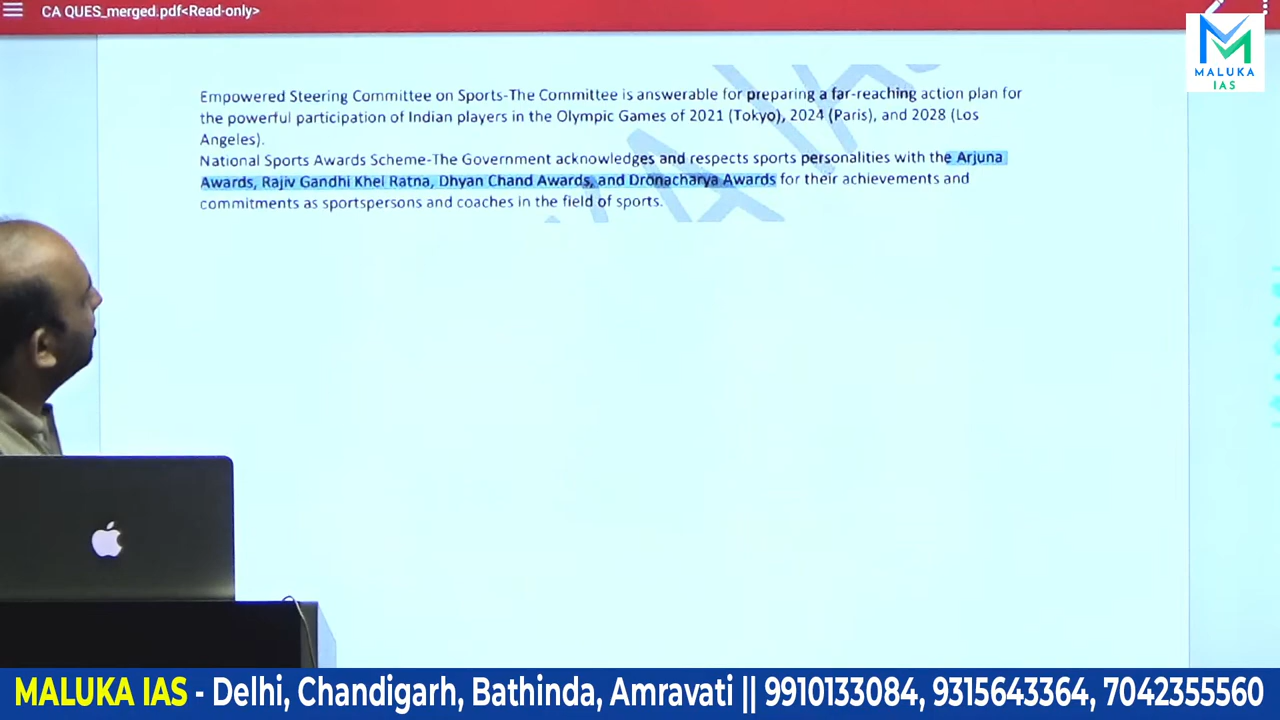 CA QUES_merged.pdf<Read-only>
MALUKA
IAS
Empowered Steering Committee on Sports-The Committee is answerable for preparing a far-reaching action plan for
the powerful participation of Indian players in the Olympic Games of 2021 (Tokyo), 2024 (Paris), and 2028 (Los
Angeles).
National Sports Awards Scheme-The Government acknowledges and respects sports personalities with the Arjuna
Awards, Rajiv Gandhi Khel Ratna, Dhyan Chand Awards, and Dronacharya Awards for their achievements and
commitments as sportspersons and coaches in the field of sports.
MALUKA IAS - Delhi, Chandigarh, Bathinda, Amravati || 9910133084, 9315643364, 7042355560